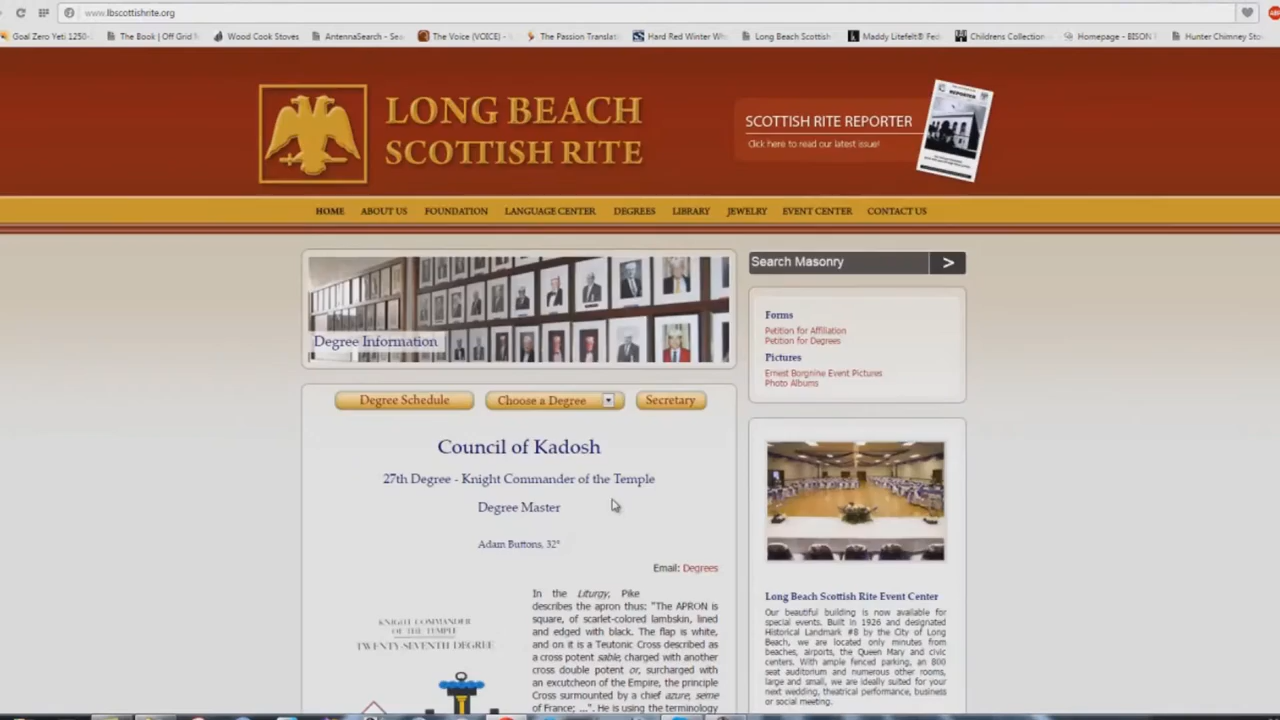 www.lbscottishrite.org
Goal Zero Yeti 1250- The Book | Off Grid Wood Cook Stoves AntennaSearch - Sea The Voice (VOICE) - The Passion Translati Hard Red Winter Wh Long Beach Scottish Maddy Litefelt® Fed Childrens Collection Homepage - BISON Hunter Chimney Sto
LONG BEACH
SCOTTISH RITE
SCOTTISH RITE REPORTER
Click here to read our latest issue!
REPORTER
HOME ABOUT US FOUNDATION LANGUAGE CENTER DEGREES LIBRARY JEWELRY EVENT CENTER CONTACT US
Degree Information
Search Masonry >
Forms
Petition for Affiliation
Petition for Degrees
Pictures
Ernest Borgnine Event Pictures
Photo Albums
Degree Schedule Choose a Degree Secretary
Council of Kadosh
27th Degree - Knight Commander of the Temple
Degree Master
Adam Buttons, 32°
Email: Degrees
KNIGHT COMMANDER
OF THE TEMPLE
TWENTY-SEVENTH DEGREE
In the Liturgy, Pike
describes the apron thus: "The APRON is
square, of scarlet-colored lambskin, lined
and edged with black. The flap is white,
and on it is a Teutonic Cross described as
a cross potent sable, charged with another
cross double potent or, surcharged with
an escutcheon of the Empire, the principle
Cross surmounted by a chief azure, seme
of France; ...". He is using the terminology
Long Beach Scottish Rite Event Center
Our beautiful building is now available for
special events. Built in 1926 and designated
Historical Landmark #8 by the City of Long
Beach, we are located only minutes from
beaches, airports, the Queen Mary and civic
centers. With ample fenced parking, an 800
seat auditorium and numerous other rooms,
large and small, we are ideally suited for your
next wedding, theatrical performance, business
or social meeting.